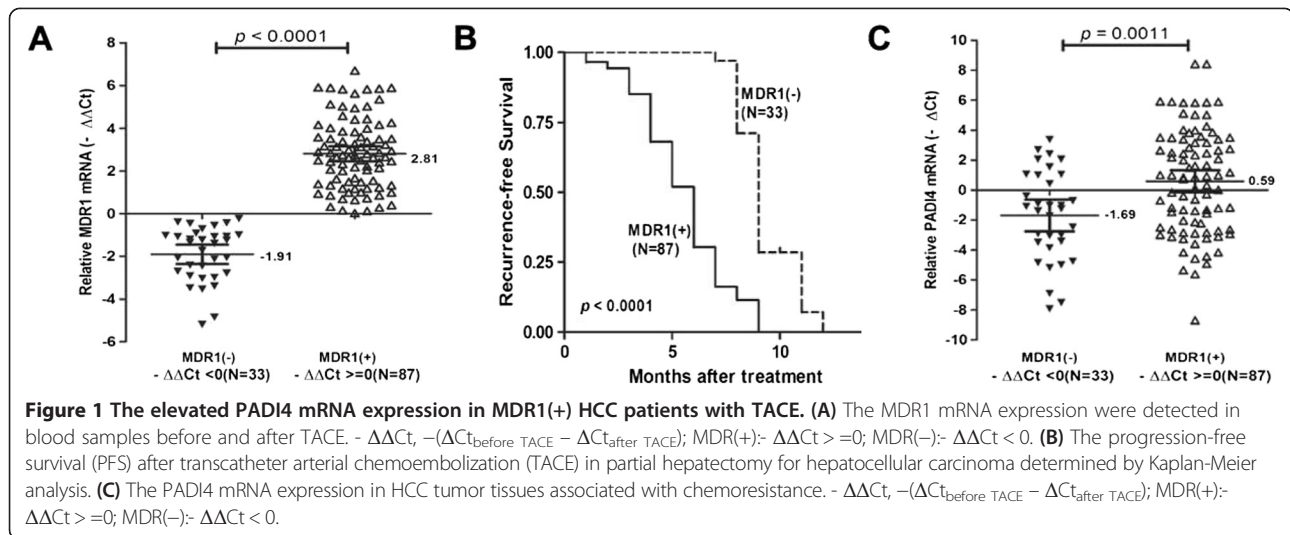 A
p < 0.0001
8
6
4
2
0
-2
-4
-6
Relative MDR1 mRNA (- ΔΔCt)
2.81
-1.91
MDR1(-)
- ΔΔCt <0(N=33)
MDR1(+)
- ΔΔCt >=0(N=87)
B
1.00
0.75
0.50
0.25
0.00
Recurrence-free Survival
MDR1(-)
(N=33)
MDR1(+)
(N=87)
p < 0.0001
0
5
10
Months after treatment
C
p = 0.0011
10
8
6
4
2
0
-2
-4
-6
-8
-10
Relative PADI4 mRNA (- ΔCt)
0.59
-1.69
MDR1(-)
- ΔΔCt <0(N=33)
MDR1(+)
- ΔΔCt >=0(N=87)
Figure 1 The elevated PADI4 mRNA expression in MDR1(+) HCC patients with TACE. (A) The MDR1 mRNA expression were detected in
blood samples before and after TACE. - ΔΔCt, −(ΔCtbefore TACE − ΔCtafter TACE); MDR(+):- ΔΔCt > =0; MDR(−):- ΔΔCt < 0. (B) The progression-free
survival (PFS) after transcatheter arterial chemoembolization (TACE) in partial hepatectomy for hepatocellular carcinoma determined by Kaplan-Meier
analysis. (C) The PADI4 mRNA expression in HCC tumor tissues associated with chemoresistance. - ΔΔCt, −(ΔCtbefore TACE − ΔCtafter TACE); MDR(+):-
ΔΔCt > =0; MDR(−):- ΔΔCt < 0.